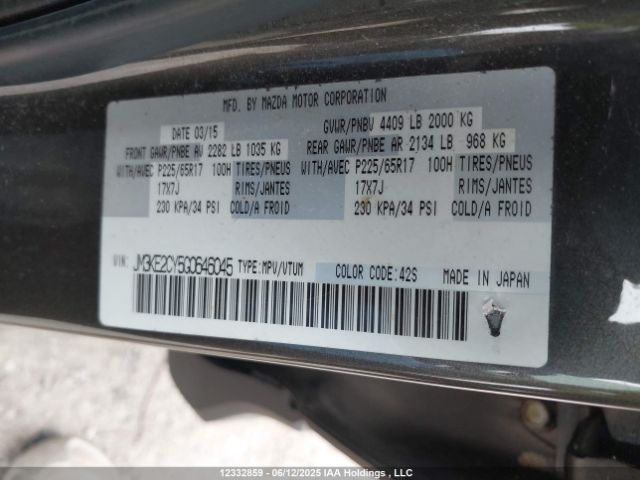 MFD. BY MAZDA MOTOR CORPORATION
DATE 03/15 GVWR/PNBV 4409 LB 2000 KG
FRONT GAWR/PNBE AV 2282 LB 1035 KG REAR GAWR/PNBE AR 2134 LB 968 KG
WITH/AVEC P225/65R17 100H TIRES/PNEUS WITH/AVEC P225/65R17 100H TIRES/PNEUS
17X7J RIMS/JANTES 17X7J RIMS/JANTES
230 KPA/34 PSI COLD/A FROID 230 KPA/34 PSI COLD/A FROID
VIN: JM3KE2CY5G0646045 TYPE:MPV/VTUM COLOR CODE:42S MADE IN JAPAN
12332859 - 06/12/2025 IAA Holdings , LLC